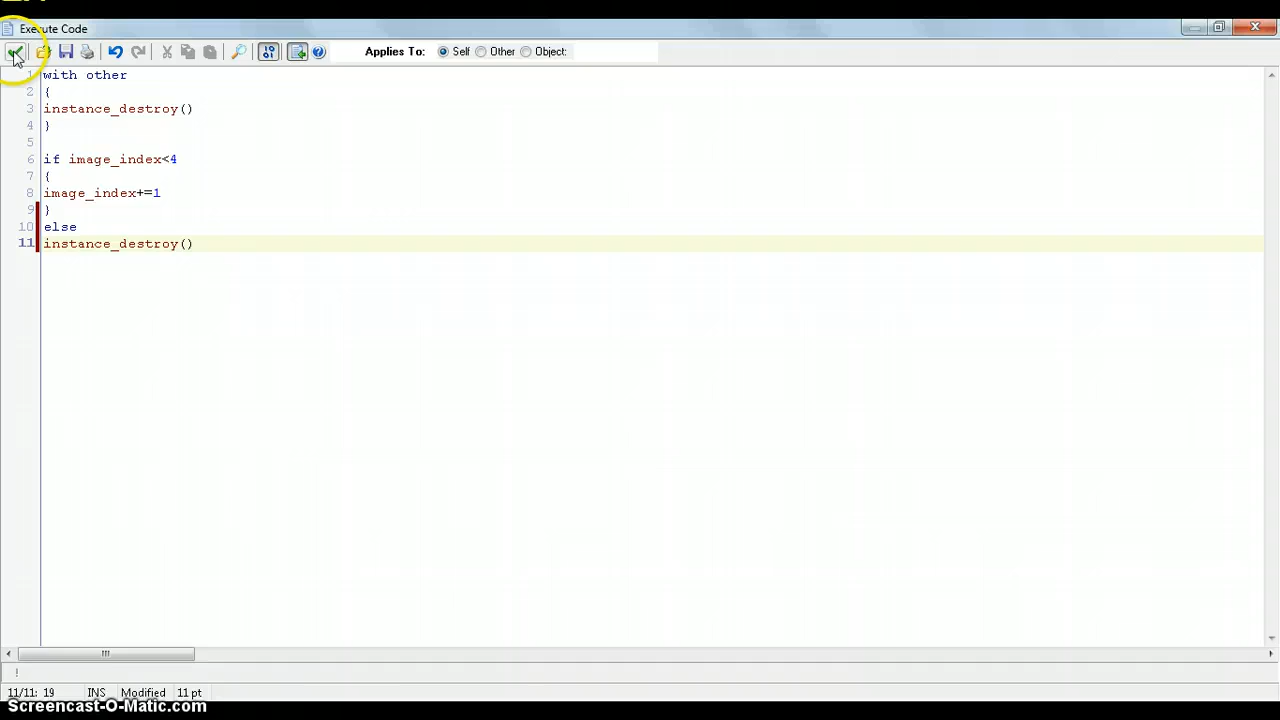 Execute Code
Applies To: Self Other Object:
1 with other
2 {
3 instance_destroy()
4 }
5
6 if image_index<4
7 {
8 image_index+=1
9 }
10 else
11 instance_destroy()
!
11/11: 19 INS Modified 11 pt
Screencast-O-Matic.com